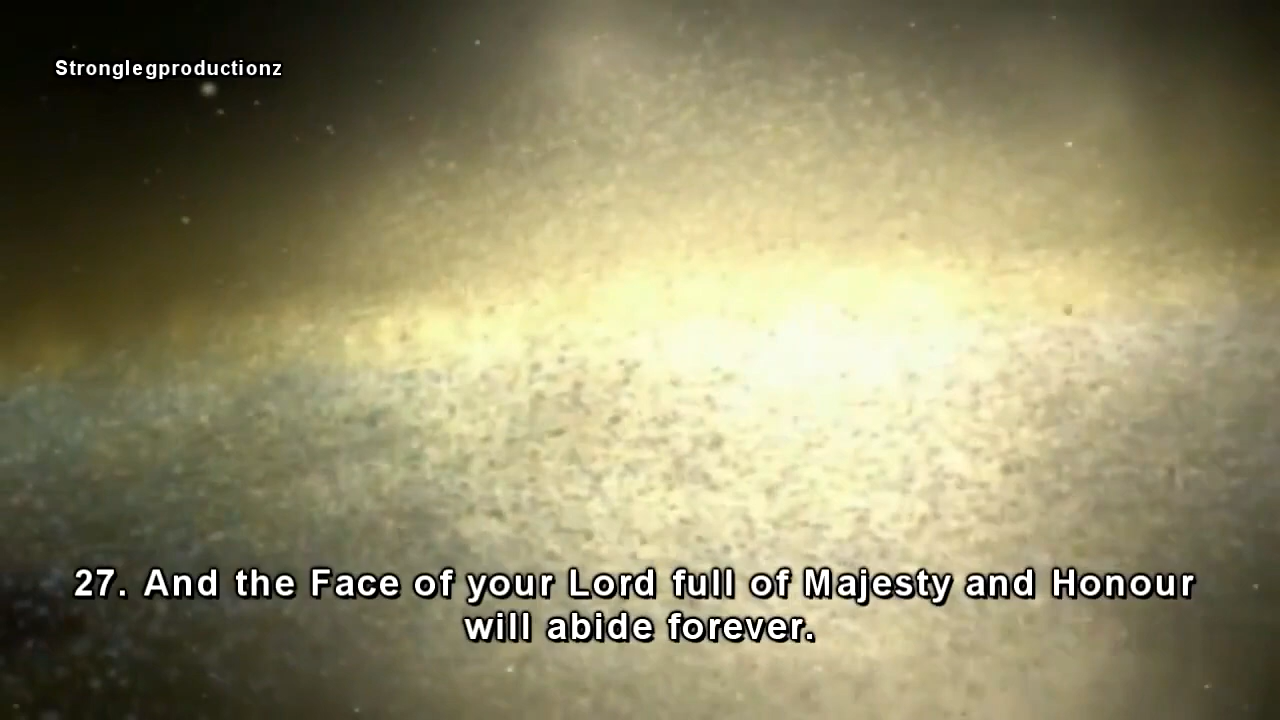 Stronglegproductionz
27. And the Face of your Lord full of Majesty and Honour
will abide forever.